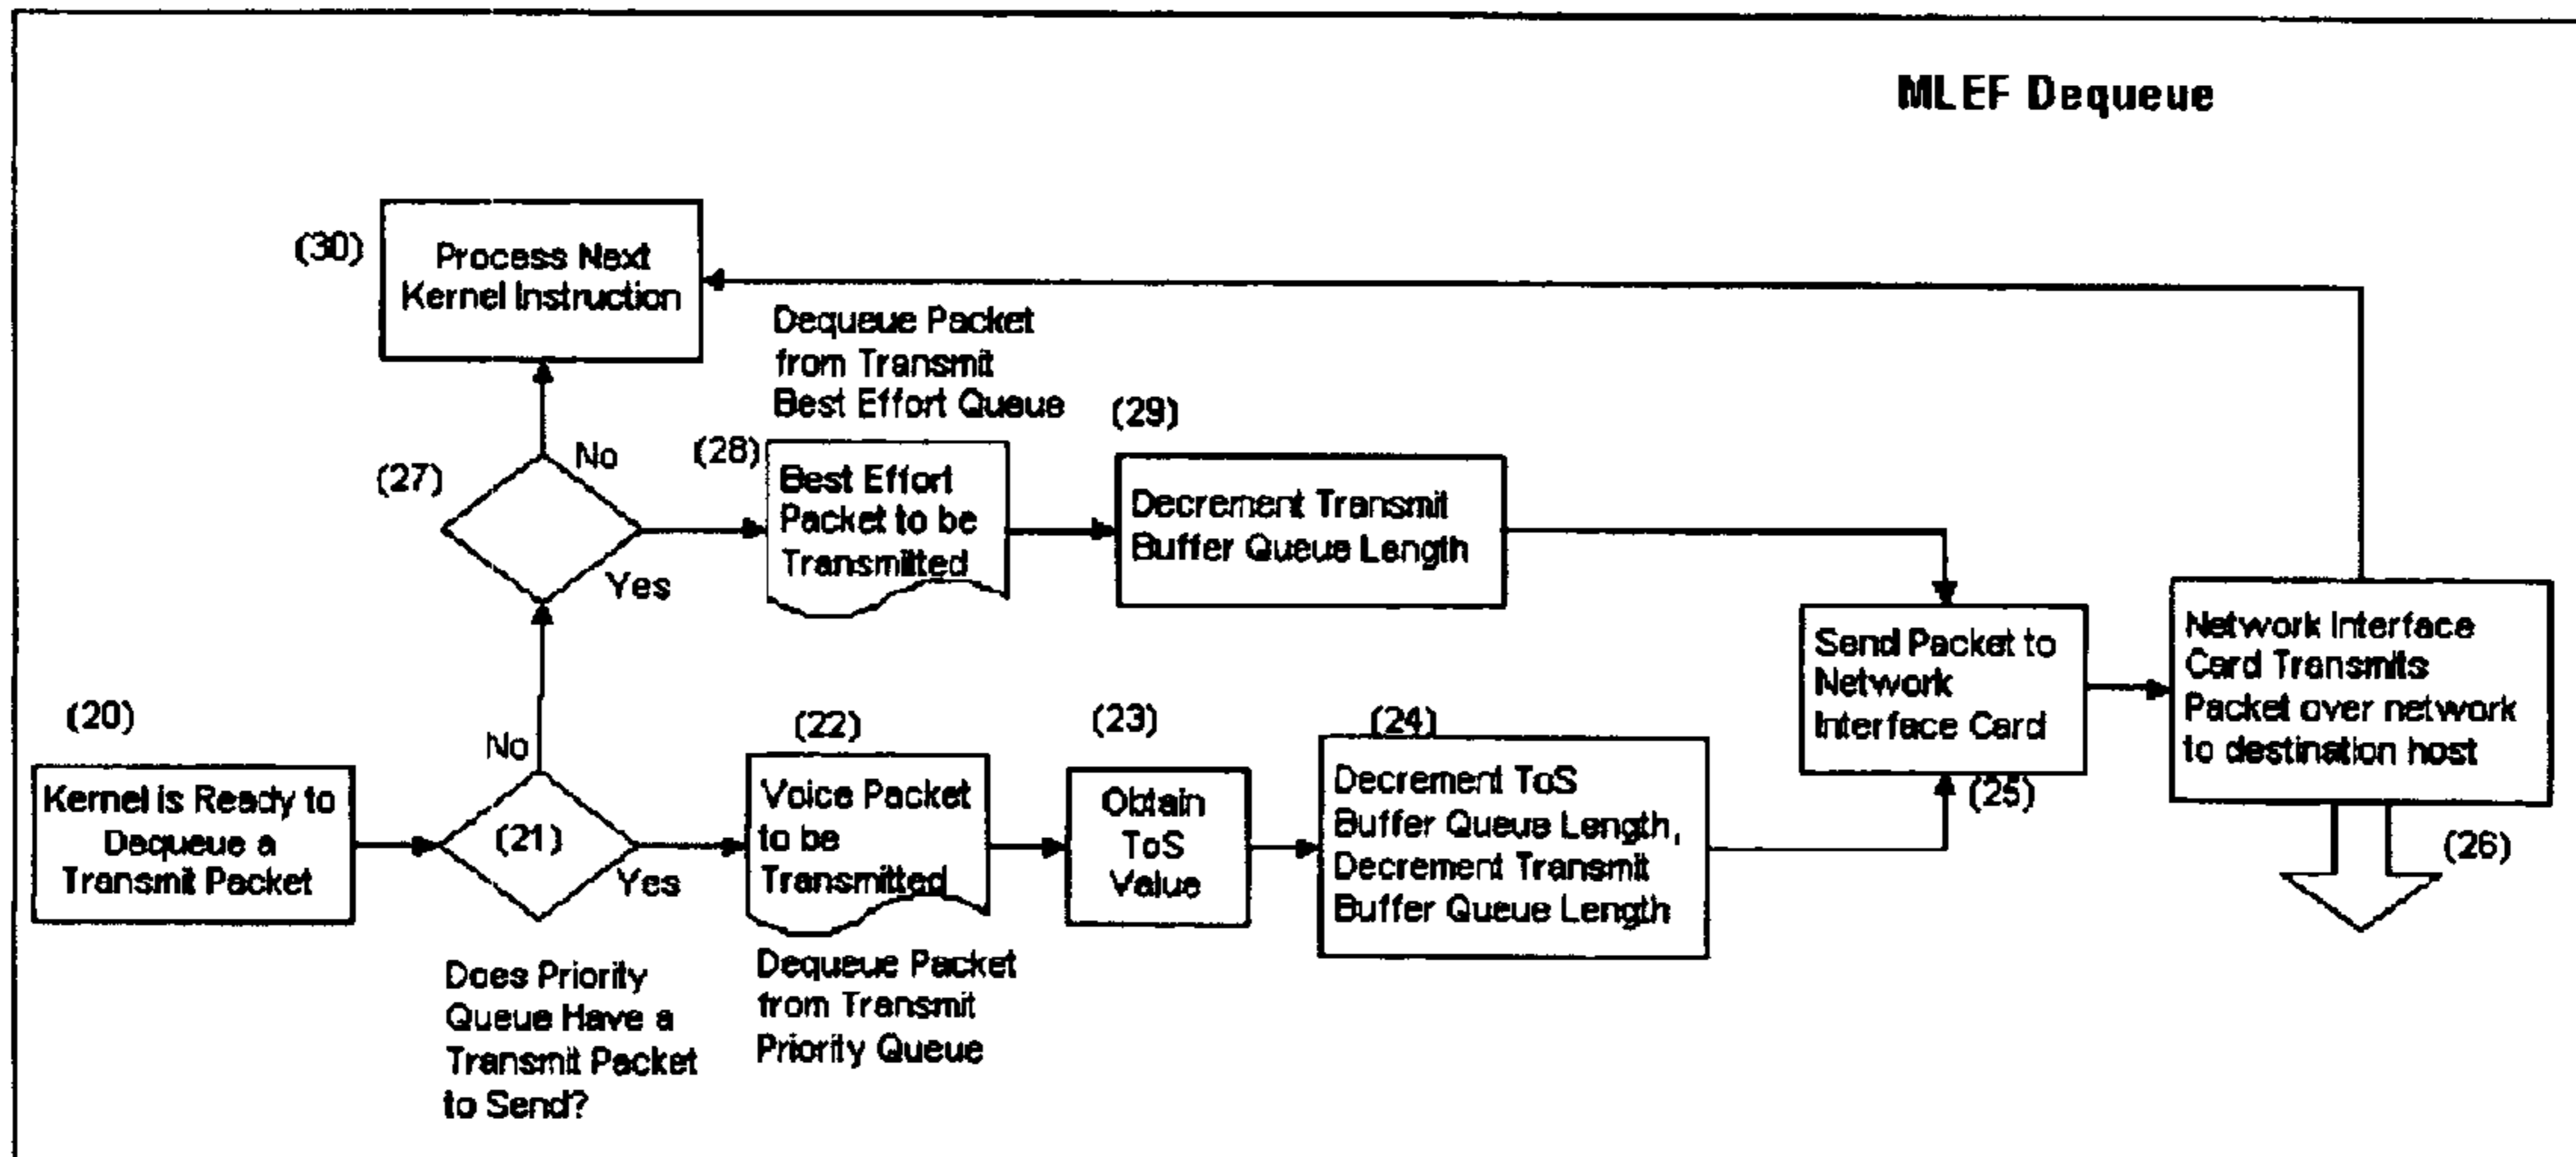 MLEF Dequeue
(30)
Process Next
Kernel Instruction
Dequeue Packet
from Transmit
Best Effort Queue
(27)
No
Yes
(28)
Best Effort
Packet to be
Transmitted
(29)
Decrement Transmit
Buffer Queue Length
(20)
Kernel is Ready to
Dequeue a
Transmit Packet
No
(21)
Yes
Does Priority
Queue Have a
Transmit Packet
to Send?
(22)
Voice Packet
to be
Transmitted
Dequeue Packet
from Transmit
Priority Queue
(23)
Obtain
ToS
Value
(24)
Decrement ToS
Buffer Queue Length,
Decrement Transmit
Buffer Queue Length
Send Packet to
Network
Interface Card
(25)
Network Interface
Card Transmits
Packet over network
to destination host
(26)